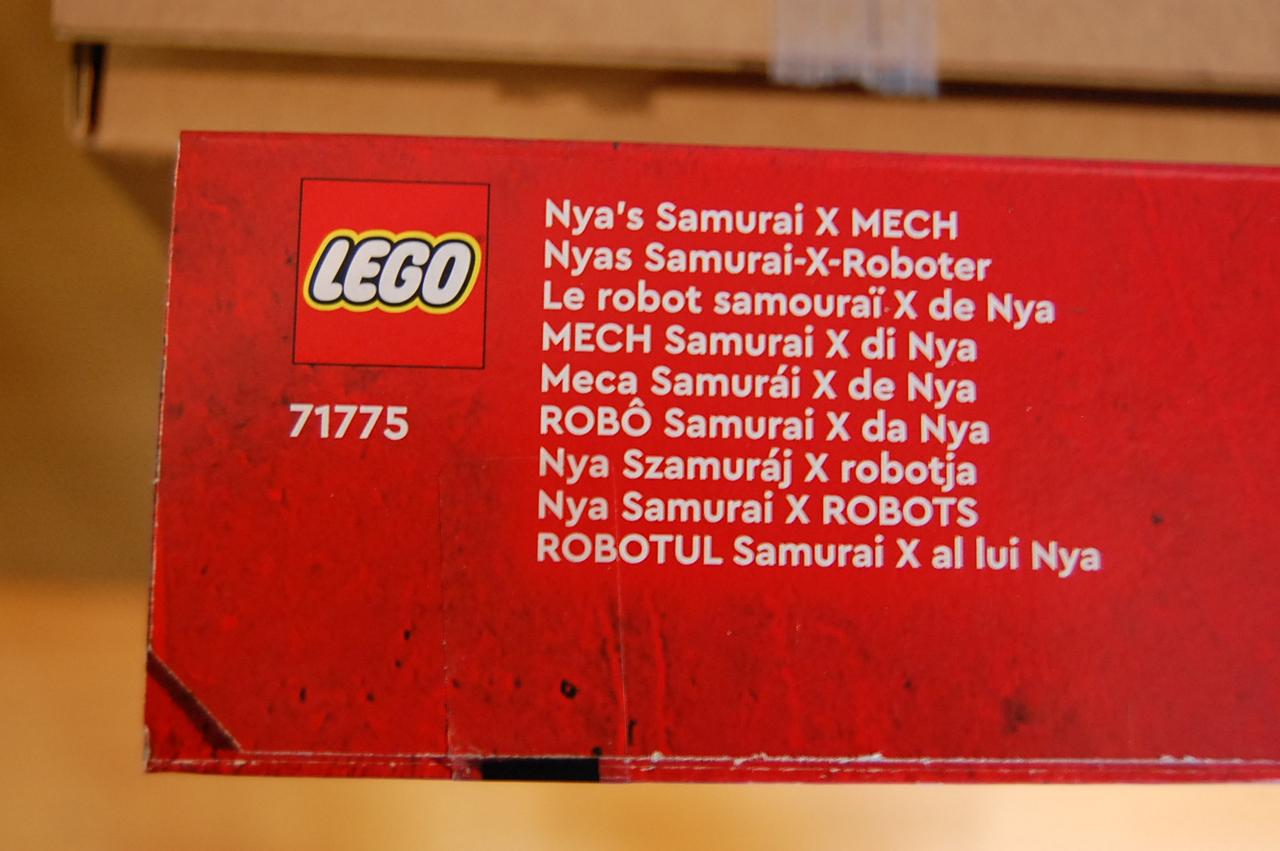 LEGO
71775
Nya's Samurai X MECH
Nyas Samurai-X-Roboter
Le robot samouraï X de Nya
MECH Samurai X di Nya
Meca Samurái X de Nya
ROBÔ Samurai X da Nya
Nya Szamuráj X robotja
Nya Samurai X ROBOTS
ROBOTUL Samurai X al lui Nya